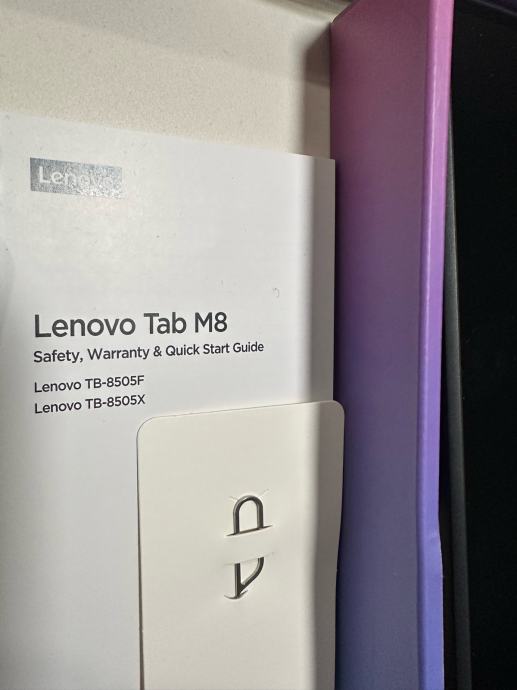 Lenovo
Lenovo Tab M8
Safety, Warranty & Quick Start Guide
Lenovo TB-8505F
Lenovo TB-8505X